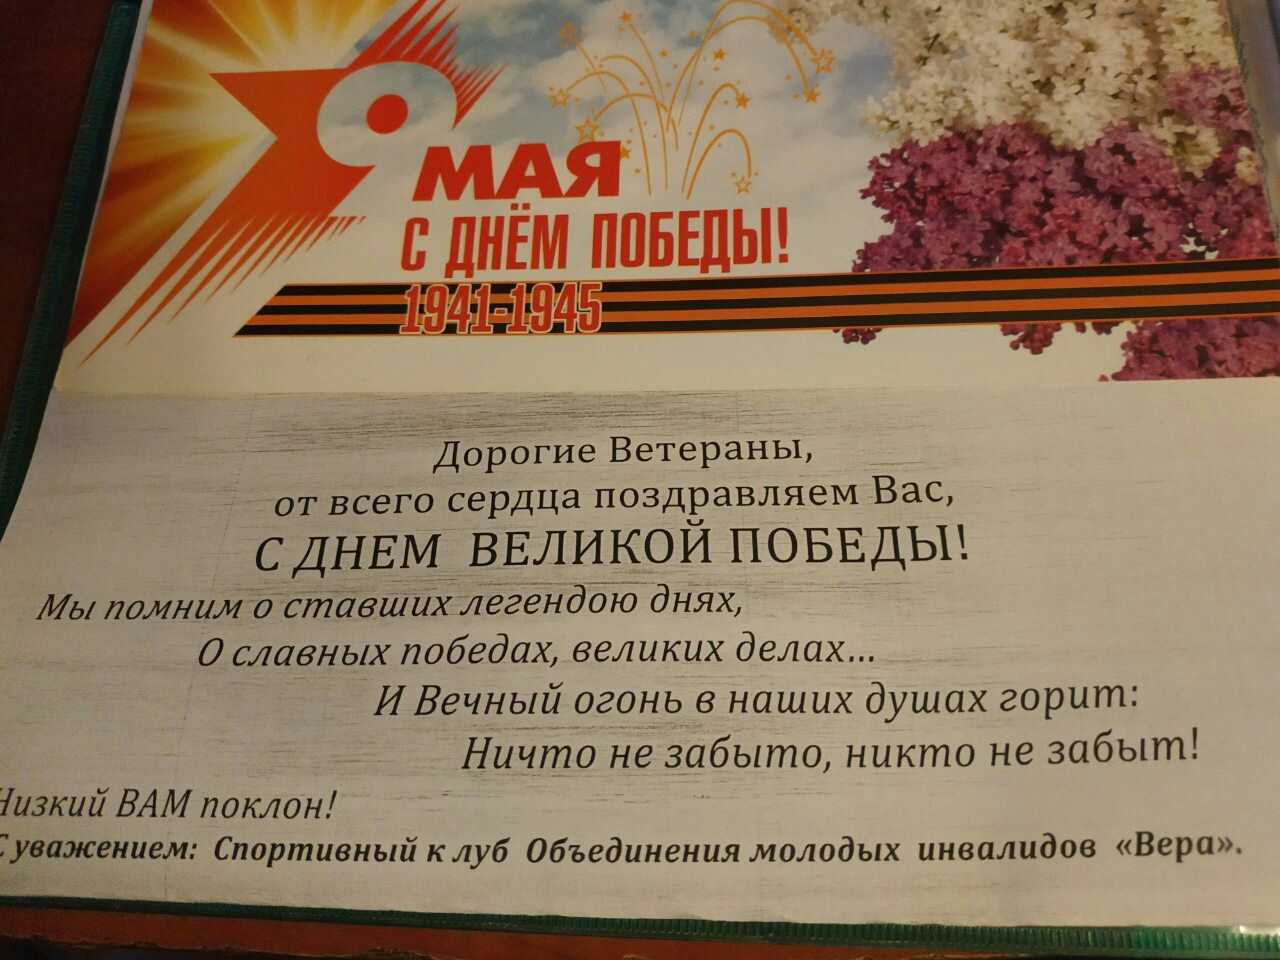 9 МАЯ
С ДНЁМ ПОБЕДЫ!
1941-1945
Дорогие Ветераны,
от всего сердца поздравляем Вас,
С ДНЕМ ВЕЛИКОЙ ПОБЕДЫ!
Мы помним о ставших легендою днях,
О славных победах, великих делах...
И Вечный огонь в наших душах горит:
Ничто не забыто, никто не забыт!
Низкий ВАМ поклон!
С уважением: Спортивный клуб Объединения молодых инвалидов «Вера».